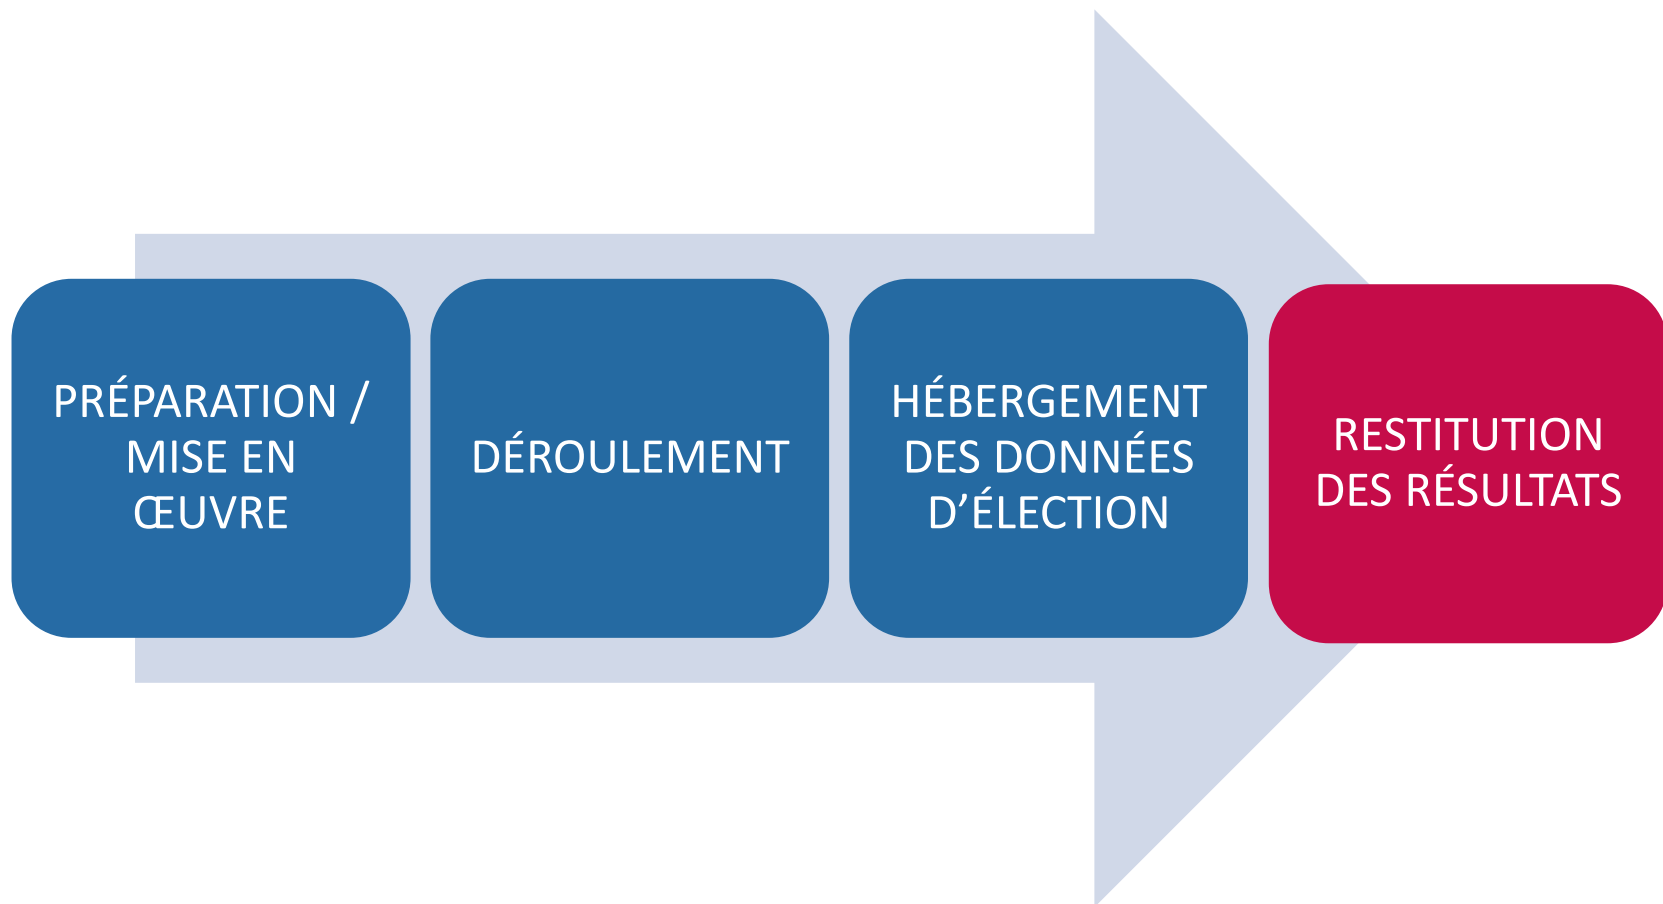 PRÉPARATION /
MISE EN
ŒUVRE
DÉROULEMENT
HÉBERGEMENT
DES DONNÉES
D’ÉLECTION
RESTITUTION
DES RÉSULTATS